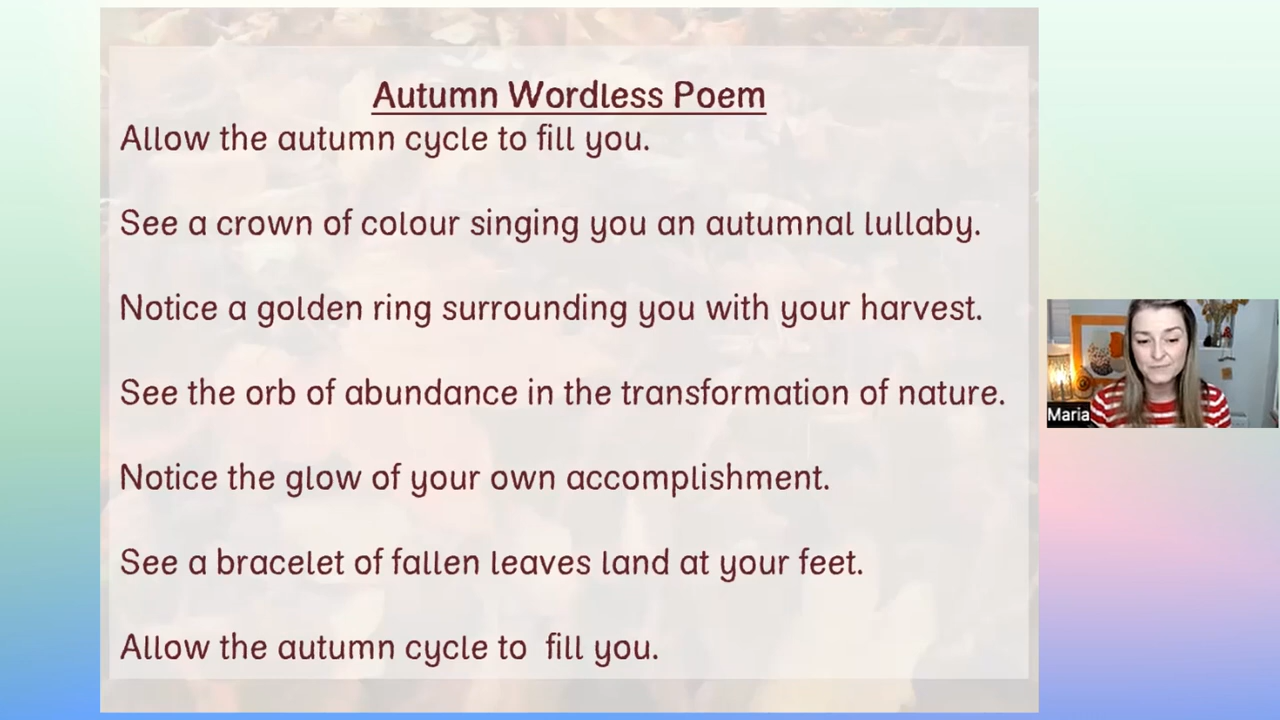 Autumn Wordless Poem
Allow the autumn cycle to fill you.
See a crown of colour singing you an autumnal lullaby.
Notice a golden ring surrounding you with your harvest.
See the orb of abundance in the transformation of nature.
Notice the glow of your own accomplishment.
See a bracelet of fallen leaves land at your feet.
Allow the autumn cycle to  fill you.
Maria